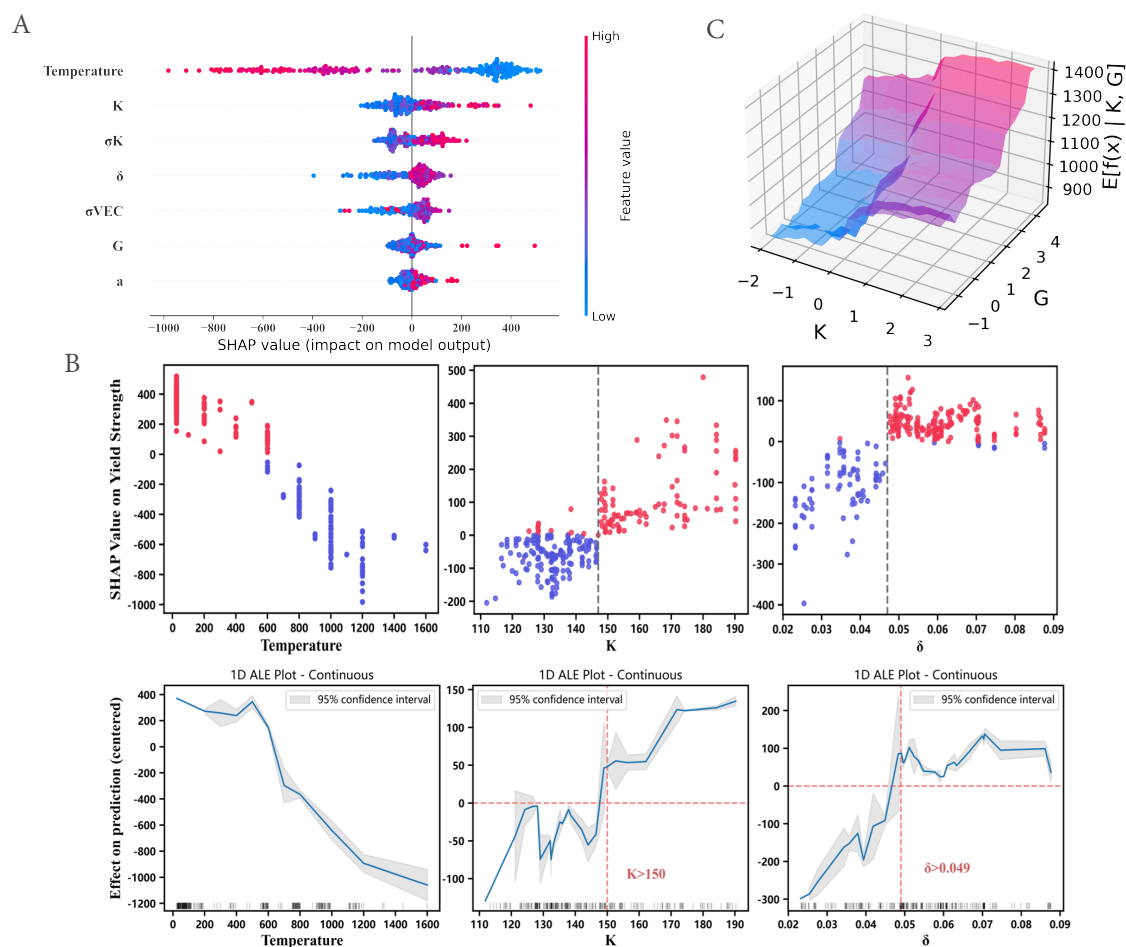 A
High
Temperature
K
σK
δ
σVEC
G
a
Low
Feature value
-1000 -800 -600 -400 -200 0 200 400
SHAP value (impact on model output)
C
1400
1300
1200
1100
1000
900
E[f(x) | K, G]
−2 −1 0 1 2 3
K
−1 0 1 2 3 4
G
B
SHAP Value on Yield Strength
400
200
0
-200
-400
-600
-800
-1000
0 200 400 600 800 1000 1200 1400 1600
Temperature
500
400
300
200
100
0
-100
-200
110 120 130 140 150 160 170 180 190
K
100
0
-100
-200
-300
-400
0.02 0.03 0.04 0.05 0.06 0.07 0.08 0.09
δ
1D ALE Plot - Continuous
95% confidence interval
Effect on prediction (centered)
400
200
0
-200
-400
-600
-800
-1000
-1200
0 200 400 600 800 1000 1200 1400 1600
Temperature
1D ALE Plot - Continuous
95% confidence interval
150
100
50
0
-50
-100
K>150
110 120 130 140 150 160 170 180 190
K
1D ALE Plot - Continuous
95% confidence interval
200
100
0
-100
-200
-300
δ>0.049
0.02 0.03 0.04 0.05 0.06 0.07 0.08 0.09
δ